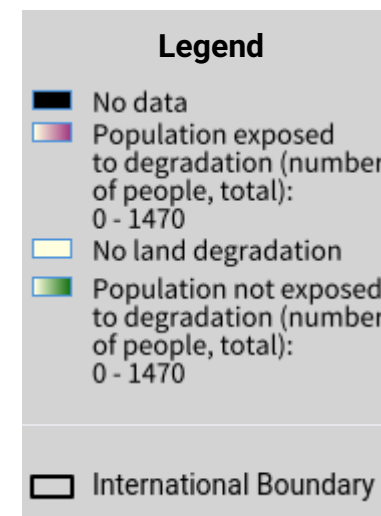 Legend
No data
Population exposed
to degradation (number
of people, total):
0 - 1470
No land degradation
Population not exposed
to degradation (number
of people, total):
0 - 1470
International Boundary